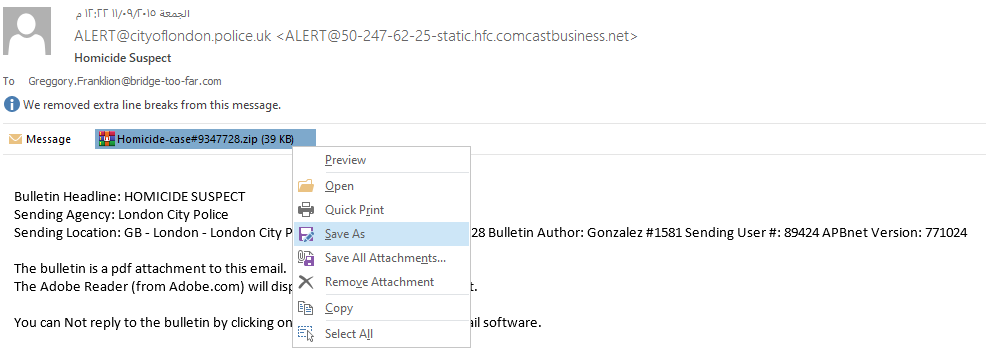 الجمعة ١١/٠٩/٢٠١٥ ١٢:٢٢ م
ALERT@cityoflondon.police.uk <ALERT@50-247-62-25-static.hfc.comcastbusiness.net>
Homicide Suspect
To Greggory.Franklion@bridge-too-far.com
We removed extra line breaks from this message.
Message Homicide-case#9347728.zip (39 KB)
Preview
Open
Quick Print
Save As
Save All Attachments...
Remove Attachment
Copy
Select All
Bulletin Headline: HOMICIDE SUSPECT
Sending Agency: London City Police
Sending Location: GB - London - London City P 28 Bulletin Author: Gonzalez #1581 Sending User #: 89424 APBnet Version: 771024
The bulletin is a pdf attachment to this email.
The Adobe Reader (from Adobe.com) will disp t.
You can Not reply to the bulletin by clicking on ail software.